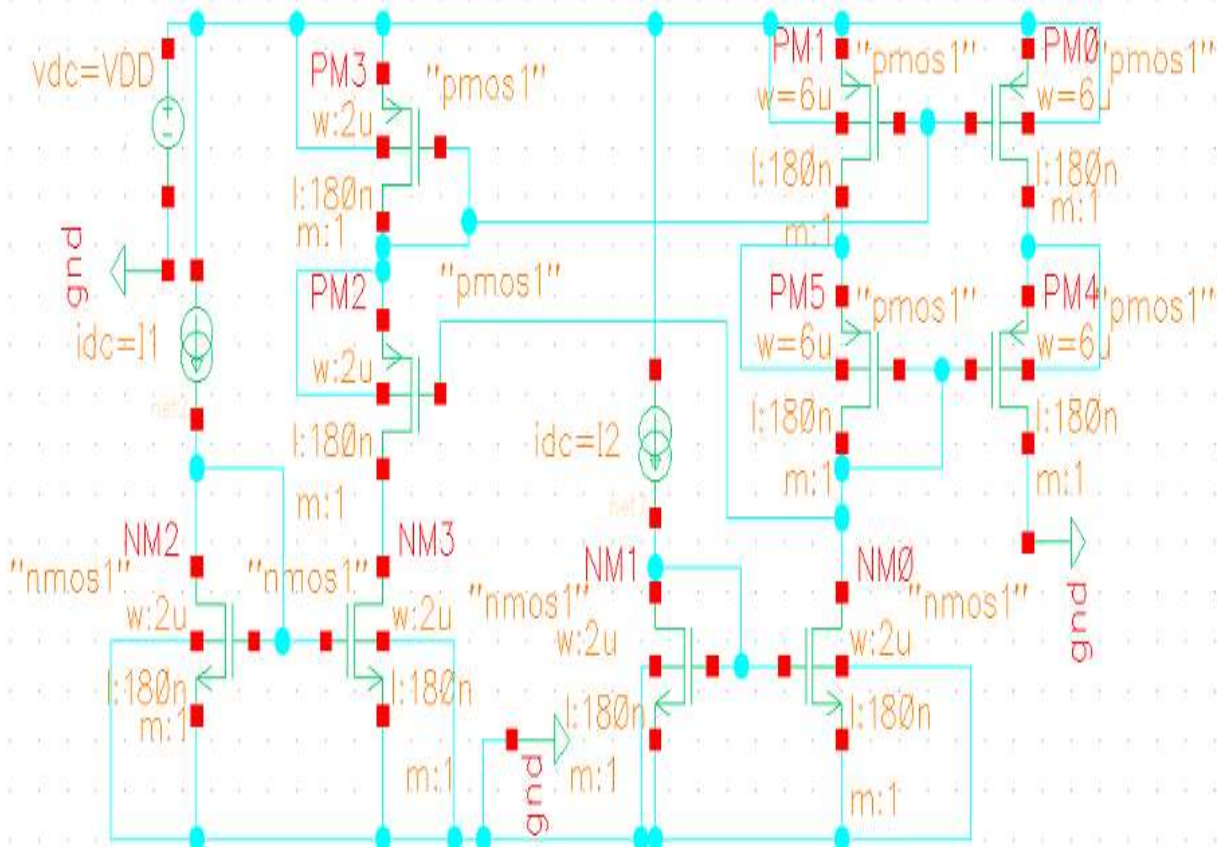 vdc=VDD
gnd
idc=I1
net2
PM3
"pmos1"
w:2u
l:180n
m:1
PM2
"pmos1"
w:2u
l:180n
m:1
NM2
"nmos1"
w:2u
l:180n
m:1
NM3
"nmos1"
w:2u
l:180n
m:1
idc=I2
gnd
NM1
"nmos1"
w:2u
l:180n
m:1
NM0
"nmos1"
w:2u
l:180n
m:1
PM1
"pmos1"
w=6u
l:180n
m:1
PM0
"pmos1"
w=6u
l:180n
m:1
PM5
"pmos1"
w=6u
l:180n
m:1
PM4
"pmos1"
w=6u
l:180n
m:1
gnd